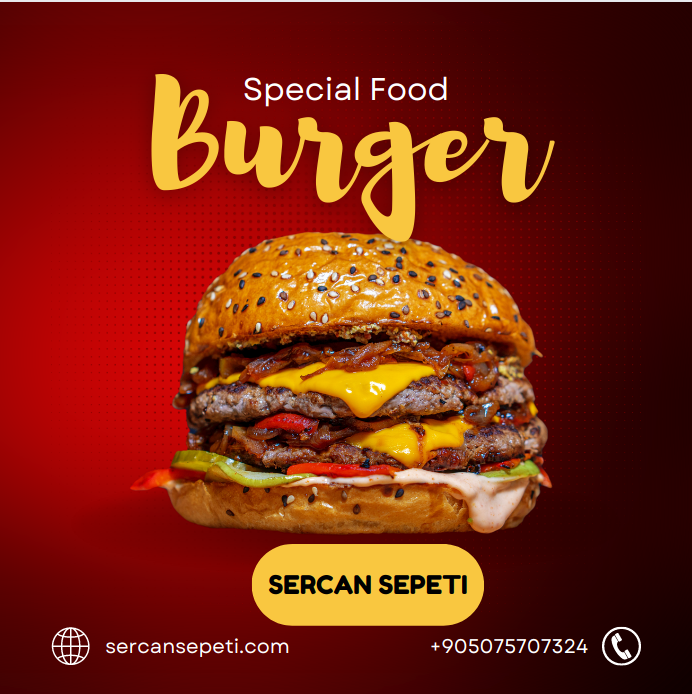 Special Food
Burger
SERCAN SEPETI
sercansepeti.com
+905075707324